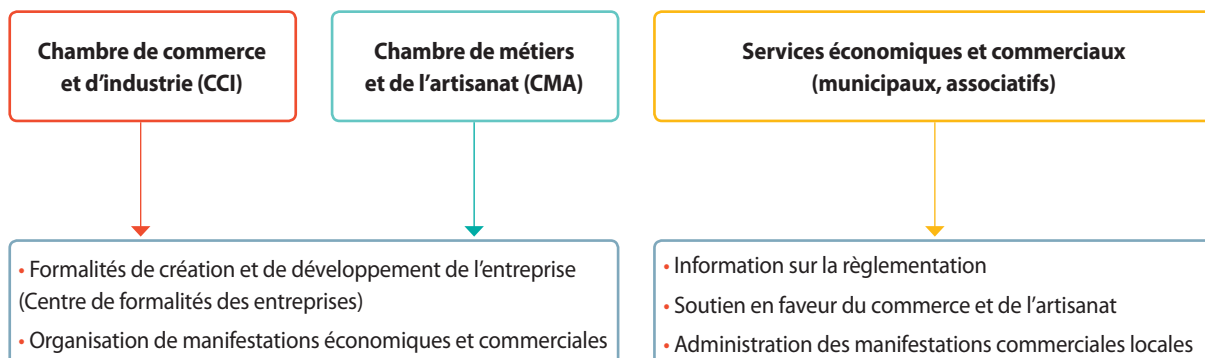 Chambre de commerce
et d'industrie (CCI)
Chambre de métiers
et de l'artisanat (CMA)
Services économiques et commerciaux
(municipaux, associatifs)
• Formalités de création et de développement de l'entreprise
(Centre de formalités des entreprises)
• Organisation de manifestations économiques et commerciales
• Information sur la règlementation
• Soutien en faveur du commerce et de l'artisanat
• Administration des manifestations commerciales locales